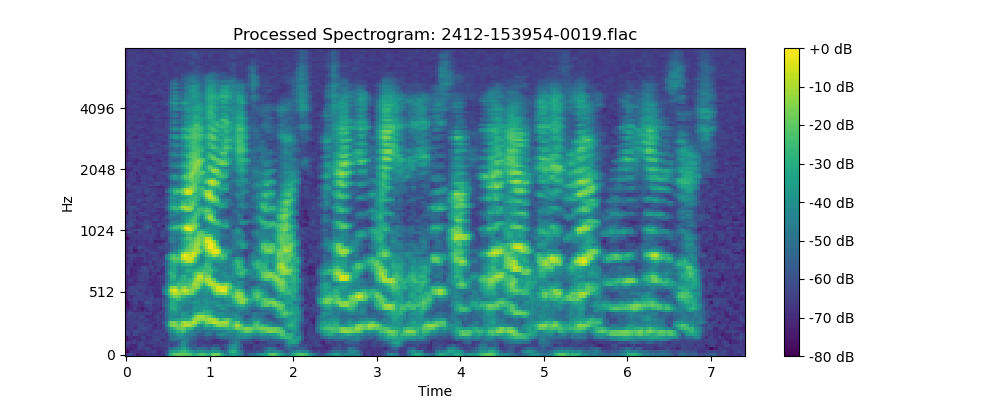 Processed Spectrogram: 2412-153954-0019.flac
Hz
4096
2048
1024
512
0
0 1 2 3 4 5 6 7
Time
+0 dB
-10 dB
-20 dB
-30 dB
-40 dB
-50 dB
-60 dB
-70 dB
-80 dB